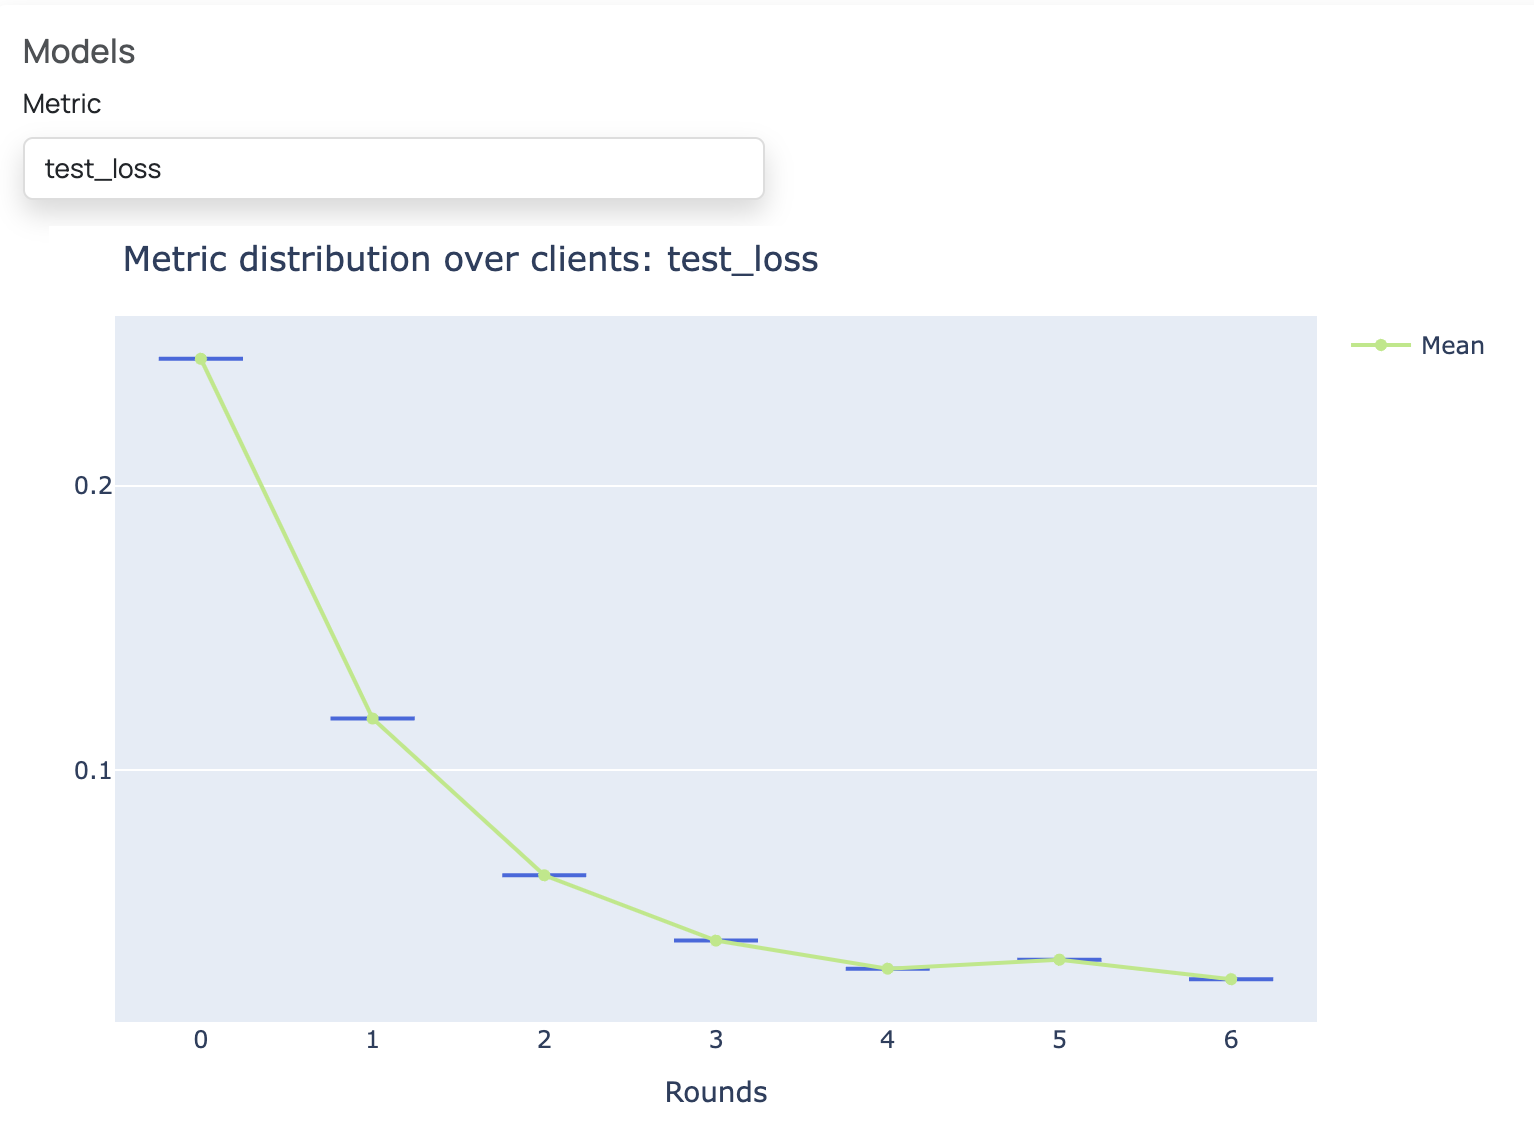 Models
Metric
test_loss
Metric distribution over clients: test_loss
Mean
0.2
0.1
0 1 2 3 4 5 6
Rounds